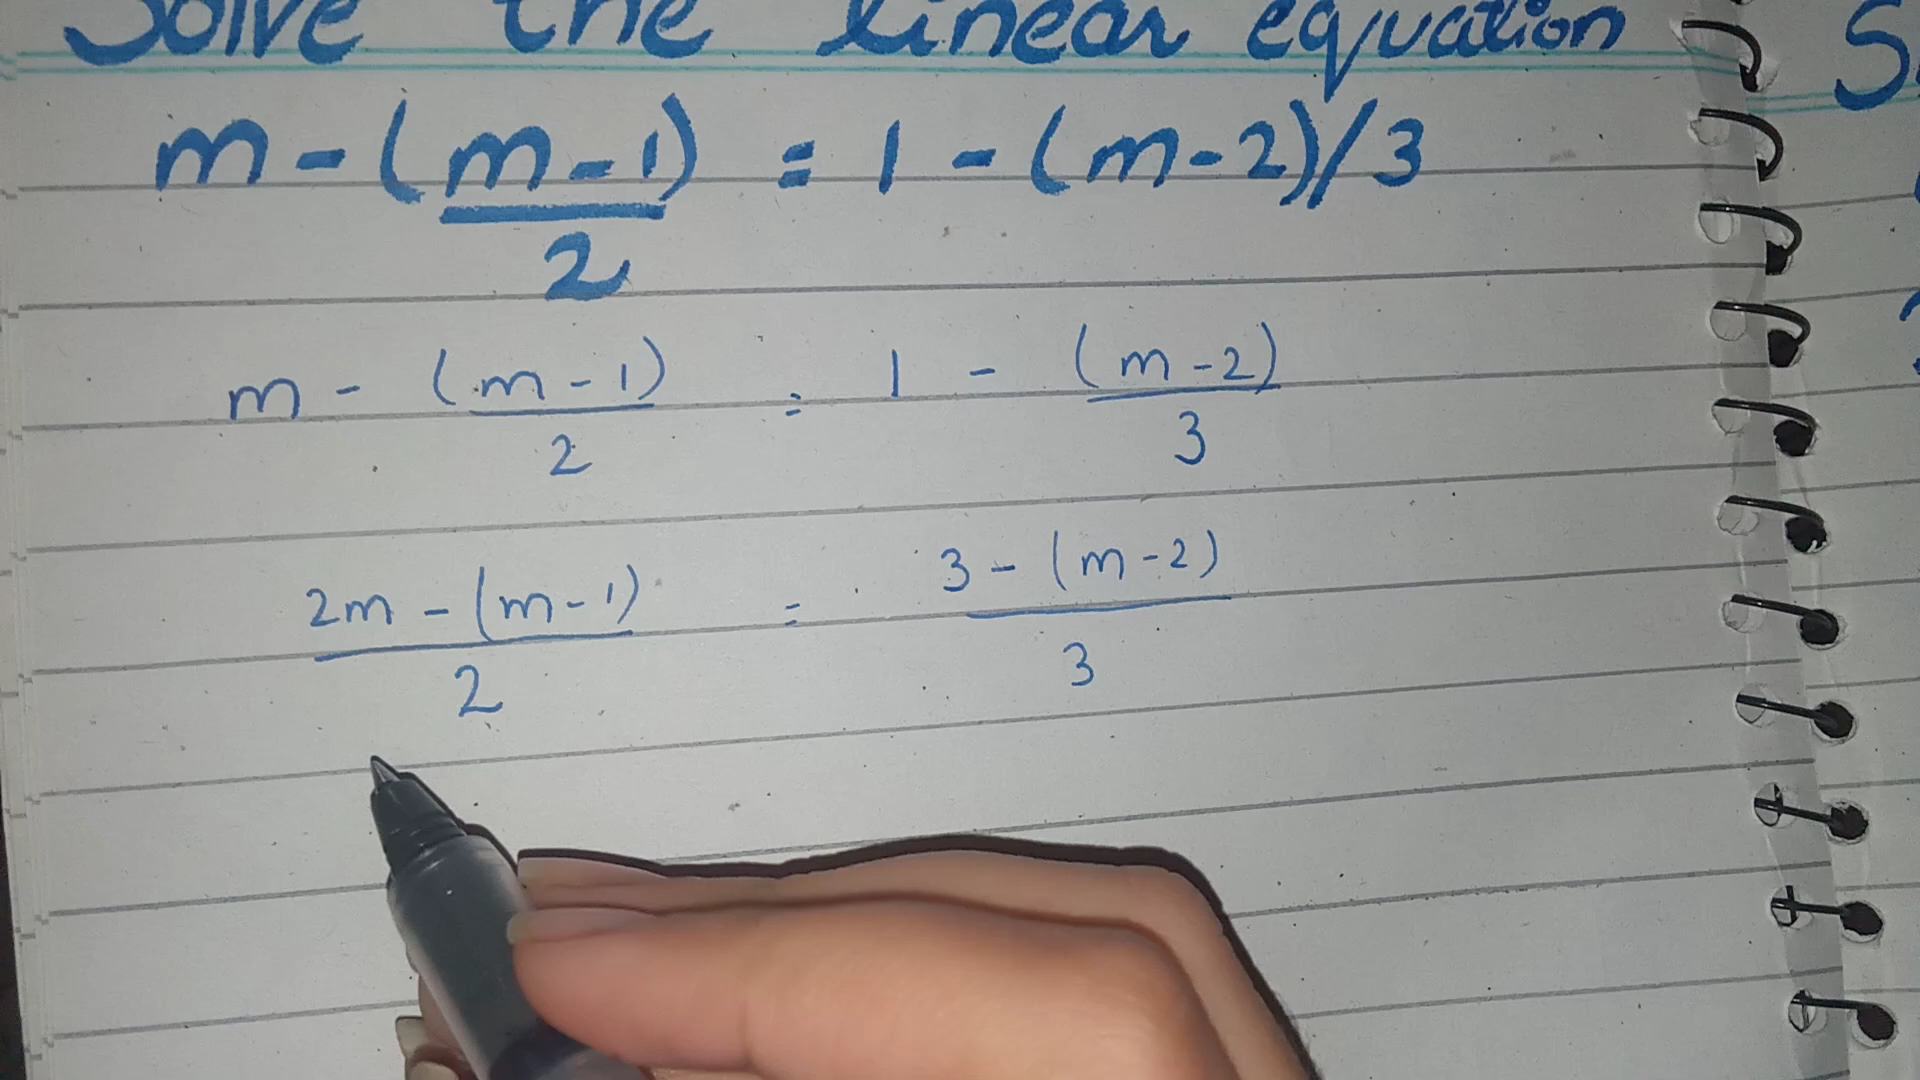 Solve the linear equation
m - (m - 1) = 1 - (m - 2)/3
2
m - (m - 1) = 1 - (m - 2)
2 3
2m - (m - 1) = 3 - (m - 2)
2 3